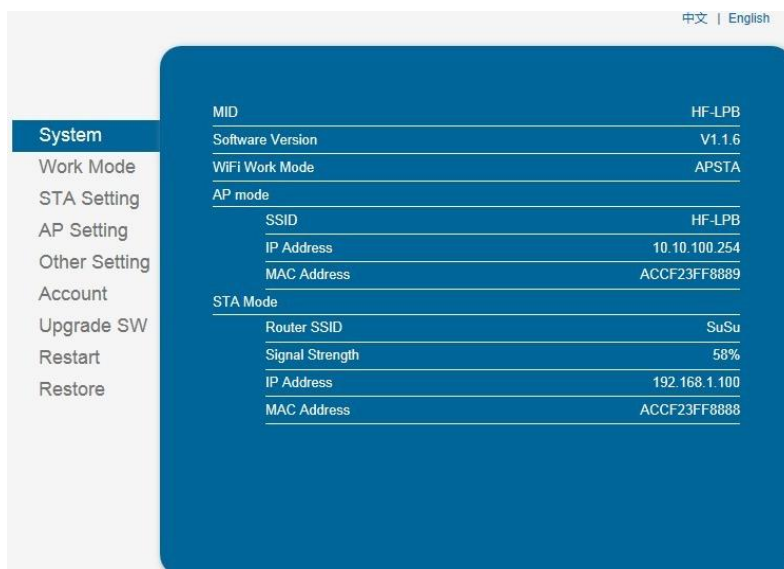 中文 | English
System
Work Mode
STA Setting
AP Setting
Other Setting
Account
Upgrade SW
Restart
Restore
MID HF-LPB
Software Version V1.1.6
WiFi Work Mode APSTA
AP mode
SSID HF-LPB
IP Address 10.10.100.254
MAC Address ACCF23FF8889
STA Mode
Router SSID SuSu
Signal Strength 58%
IP Address 192.168.1.100
MAC Address ACCF23FF8888